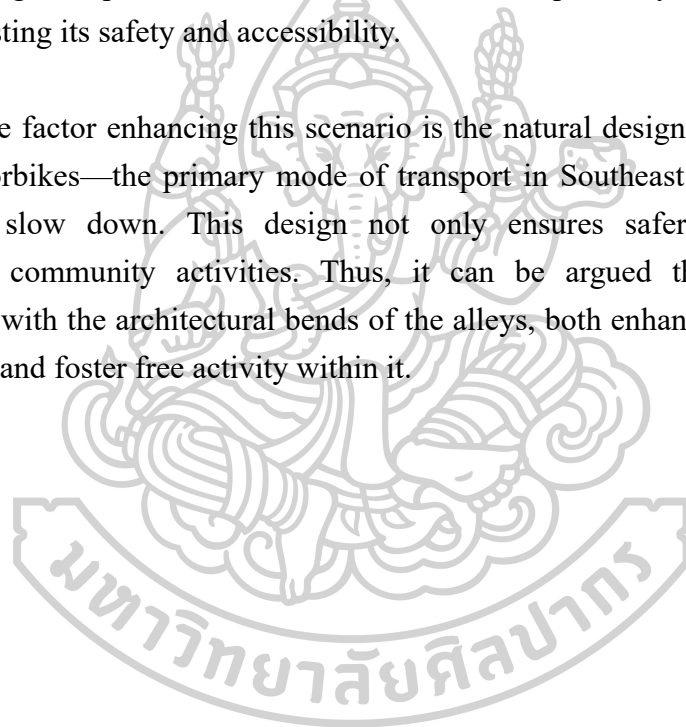 sting its safety and accessibility.
e factor enhancing this scenario is the natural design
rbikes—the primary mode of transport in Southeast
slow down. This design not only ensures safer
community activities. Thus, it can be argued th
with the architectural bends of the alleys, both enhan
and foster free activity within it.
มหาวิทยาลัยศิลปากร